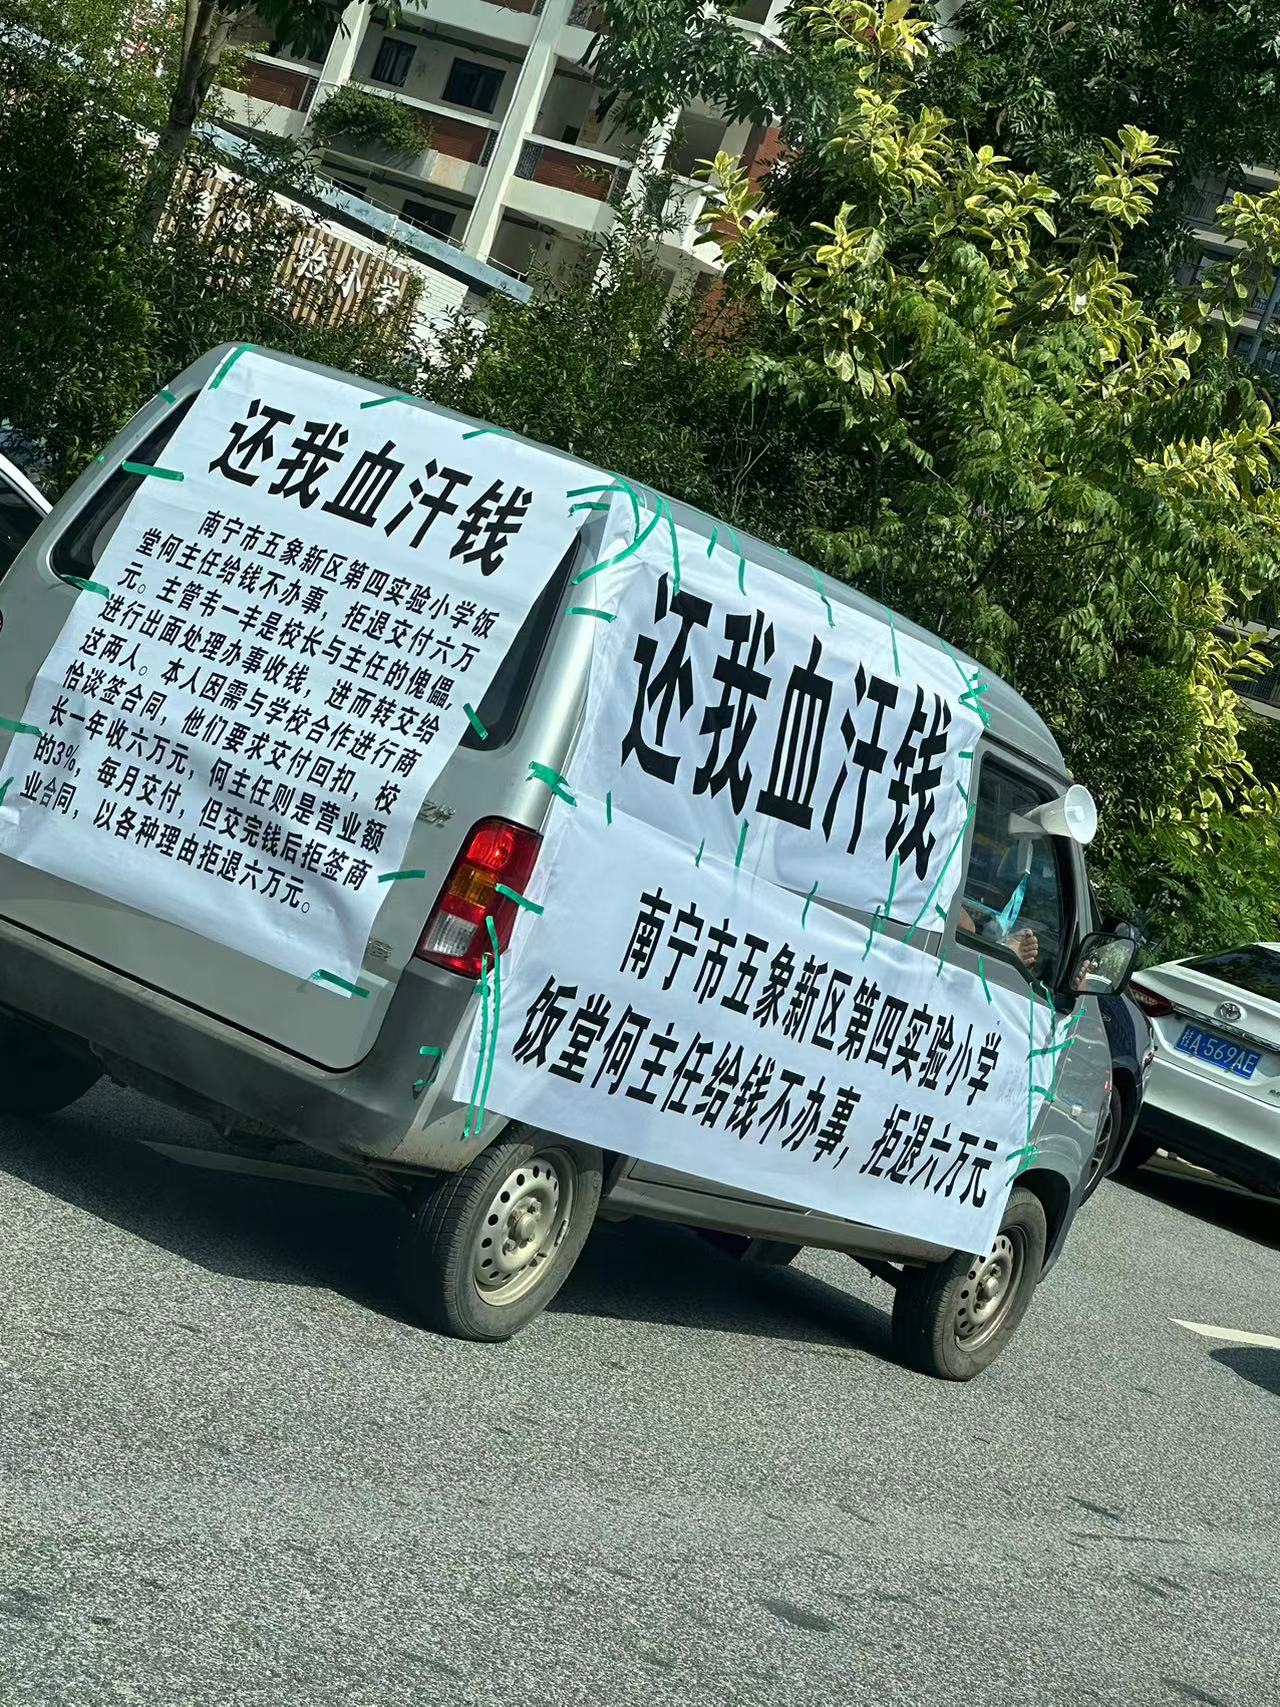 验小学
还我血汗钱
南宁市五象新区第四实验小学饭
堂何主任给钱不办事，拒退交付六万
元。主管韦一丰是校长与主任的傀儡，
进行出面处理办事收钱，进而转交给
这两人。本人因需与学校合作进行商
恰谈签合同，他们要求交付回扣，校
长一年收六万元，何主任则是营业额
的3%，每月交付，但交完钱后拒签商
业合同，以各种理由拒退六万元。
还我血汗钱
南宁市五象新区第四实验小学
饭堂何主任给钱不办事，拒退六万元
桂A569AE